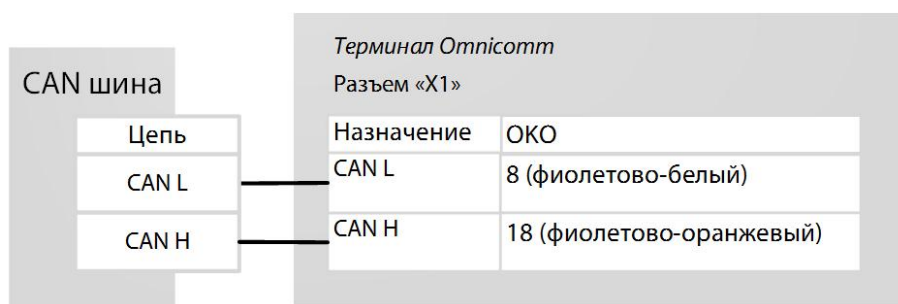 Терминал Omnicomm
CAN шина
Разъем «X1»
Цепь
Назначение
ОКО
CAN L
CAN L
8 (фиолетово-белый)
CAN H
CAN H
18 (фиолетово-оранжевый)